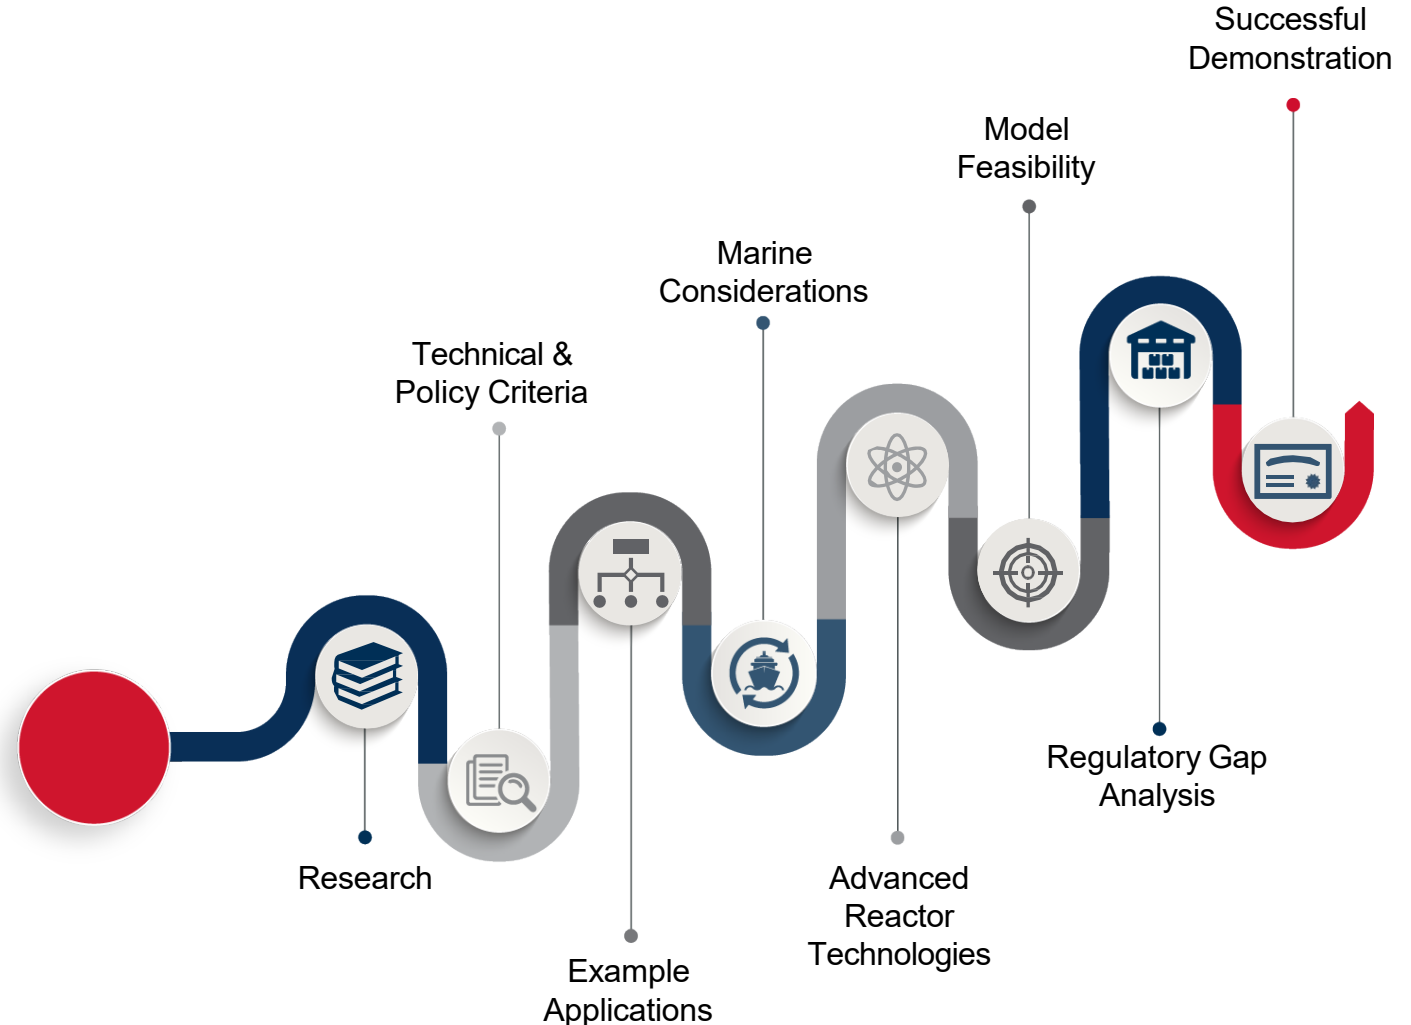 Successful
Demonstration
Model
Feasibility
Marine
Considerations
Technical &
Policy Criteria
Regulatory Gap
Analysis
Research
Advanced
Reactor
Technologies
Example
Applications